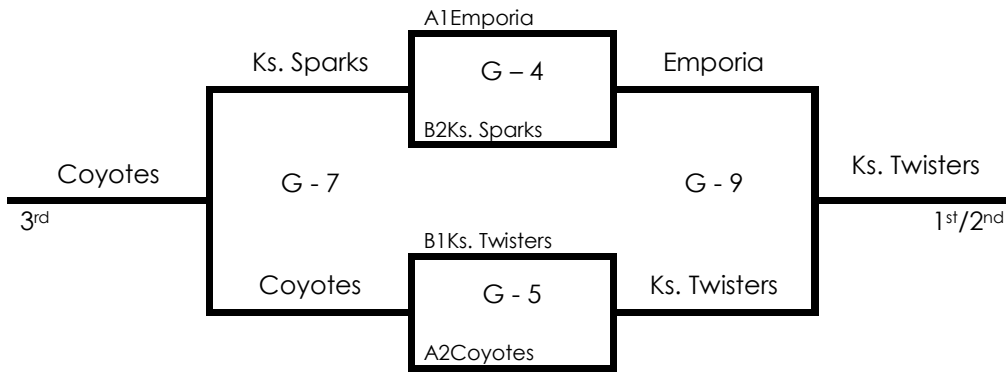 A1Emporia
Ks. Sparks
G – 4
Emporia
B2Ks. Sparks
Coyotes
G - 7
G - 9
Ks. Twisters
3rd
1st/2nd
B1Ks. Twisters
Coyotes
G - 5
Ks. Twisters
A2Coyotes